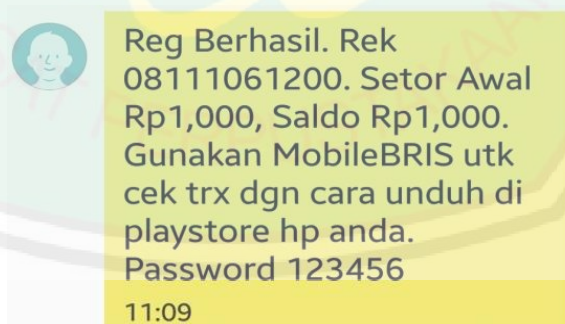 Reg Berhasil. Rek
08111061200. Setor Awal
Rp1,000, Saldo Rp1,000.
Gunakan MobileBRIS utk
cek trx dgn cara unduh di
playstore hp anda.
Password 123456
11:09